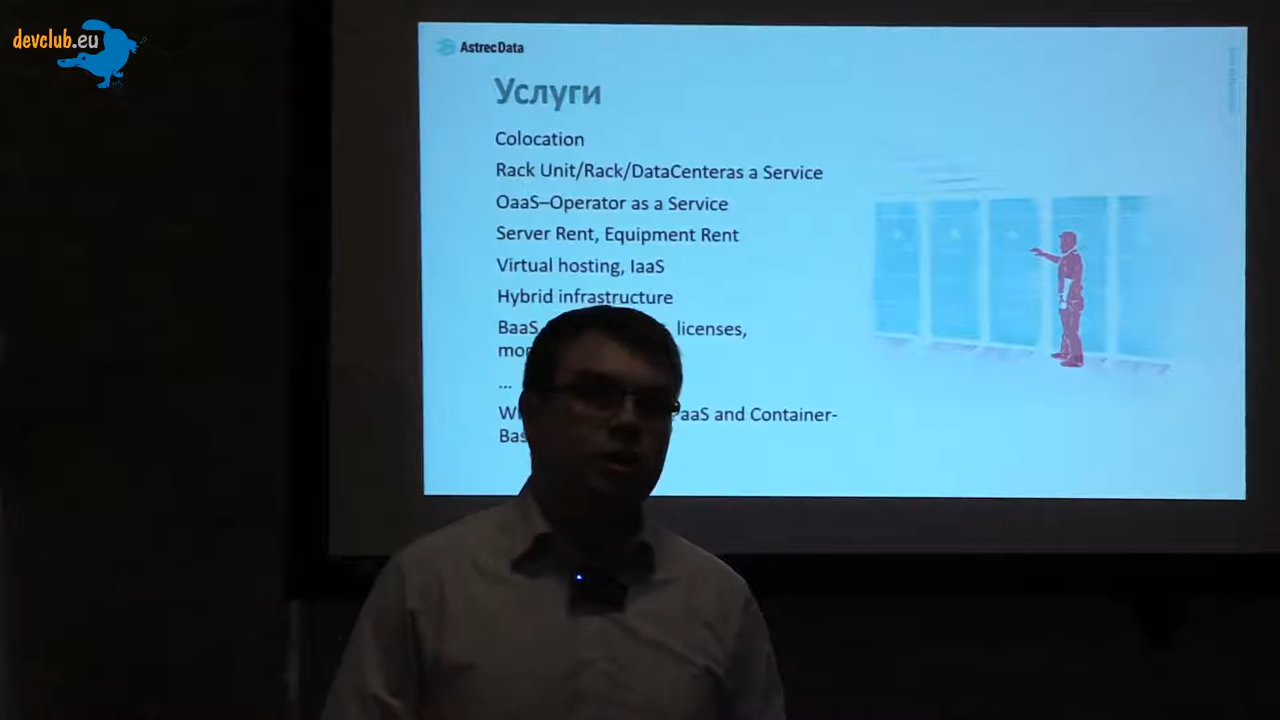 devclub.eu
AstrecData
Услуги
Colocation
Rack Unit/Rack/DataCenteras a Service
OaaS–Operator as a Service
Server Rent, Equipment Rent
Virtual hosting, IaaS
Hybrid infrastructure
BaaS licenses,
...
PaaS and Container-